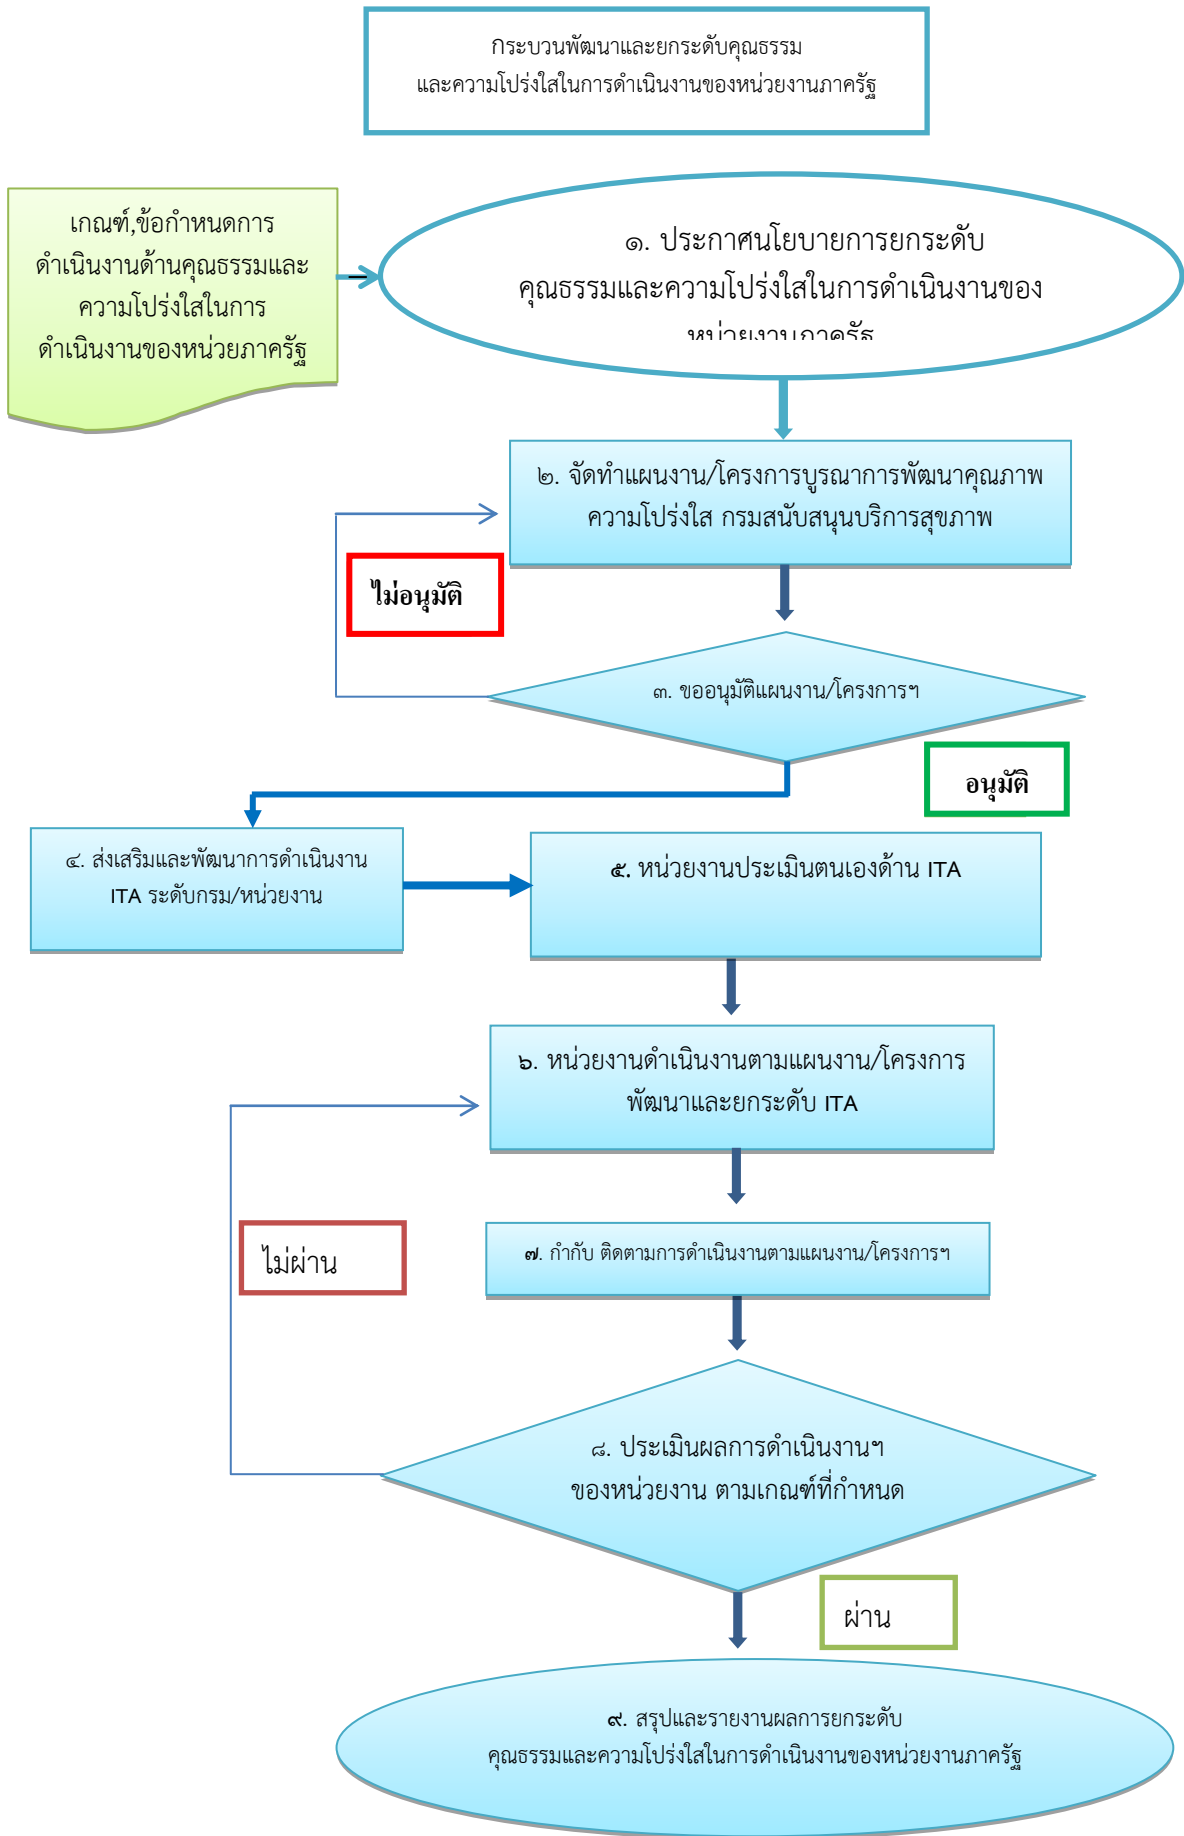 กระบวนพัฒนาและยกระดับคุณธรรม
และความโปร่งใสในการดำเนินงานของหน่วยงานภาครัฐ
เกณฑ์,ข้อกำหนดการ
ดำเนินงานด้านคุณธรรมและ
ความโปร่งใสในการ
ดำเนินงานของหน่วยภาครัฐ
๑. ประกาศนโยบายการยกระดับ
คุณธรรมและความโปร่งใสในการดำเนินงานของ
หน่วยงานภาครัฐ
๒. จัดทำแผนงาน/โครงการบูรณาการพัฒนาคุณภาพ
ความโปร่งใส กรมสนับสนุนบริการสุขภาพ
ไม่อนุมัติ
๓. ขออนุมัติแผนงาน/โครงการฯ
อนุมัติ
๔. ส่งเสริมและพัฒนาการดำเนินงาน
ITA ระดับกรม/หน่วยงาน
๕. หน่วยงานประเมินตนเองด้าน ITA
๖. หน่วยงานดำเนินงานตามแผนงาน/โครงการ
พัฒนาและยกระดับ ITA
ไม่ผ่าน
๗. กำกับ ติดตามการดำเนินงานตามแผนงาน/โครงการฯ
๘. ประเมินผลการดำเนินงานฯ
ของหน่วยงาน ตามเกณฑ์ที่กำหนด
ผ่าน
๙. สรุปและรายงานผลการยกระดับ
คุณธรรมและความโปร่งใสในการดำเนินงานของหน่วยงานภาครัฐ